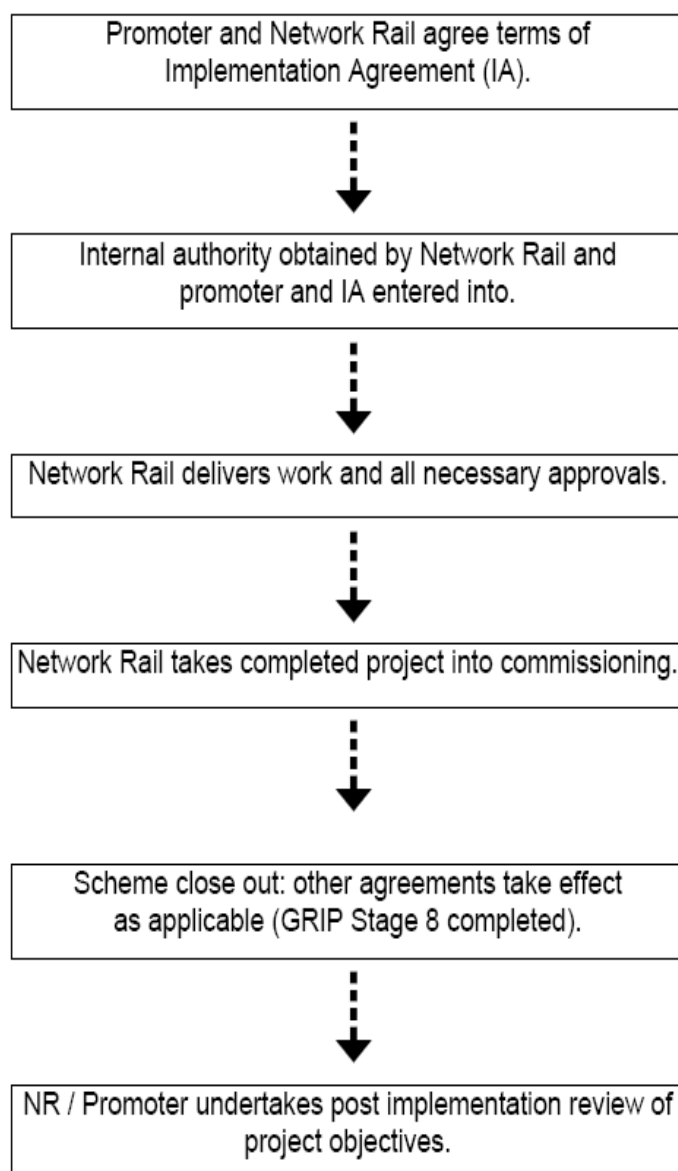 Promoter and Network Rail agree terms of
Implementation Agreement (IA).
Internal authority obtained by Network Rail and
promoter and IA entered into.
Network Rail delivers work and all necessary approvals.
Network Rail takes completed project into commissioning.
Scheme close out: other agreements take effect
as applicable (GRIP Stage 8 completed).
NR / Promoter undertakes post implementation review of
project objectives.